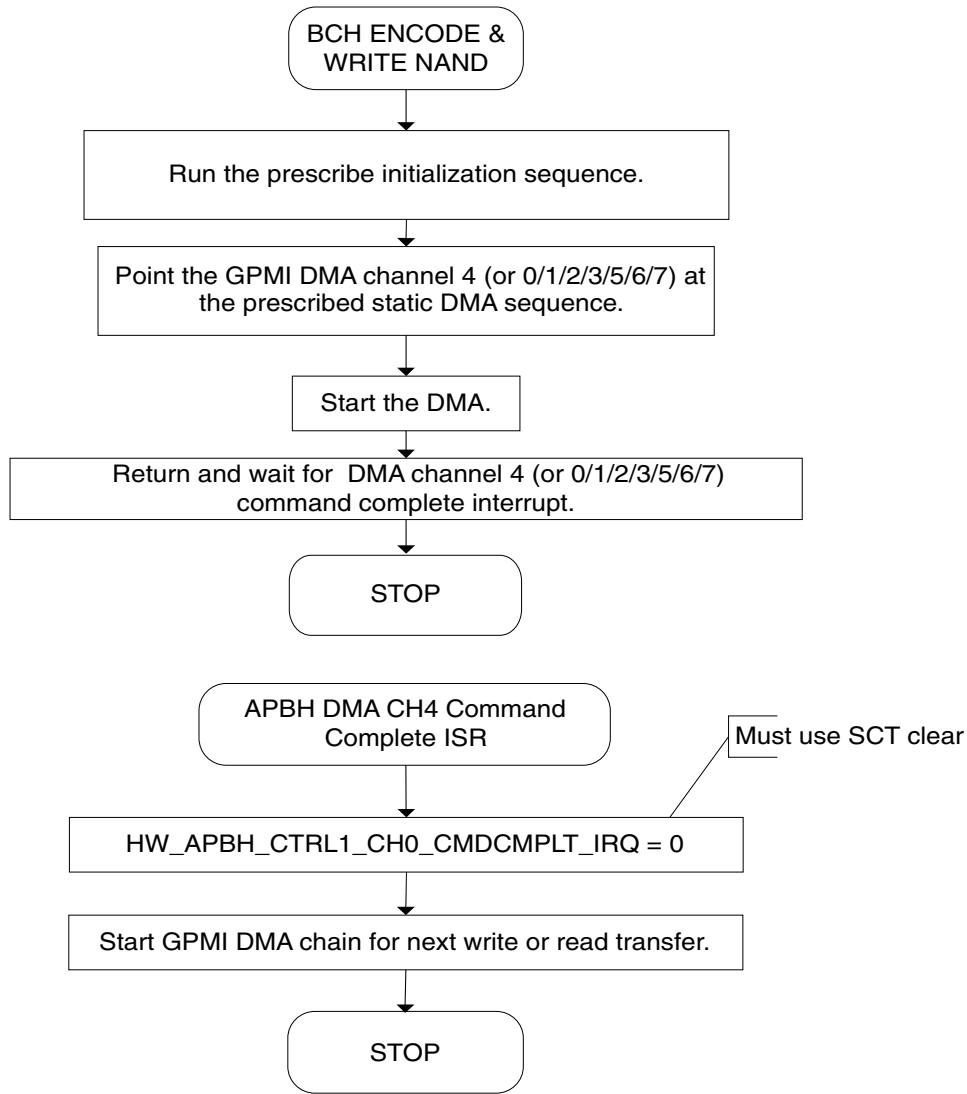 BCH ENCODE &
WRITE NAND
Run the prescribe initialization sequence.
Point the GPMI DMA channel 4 (or 0/1/2/3/5/6/7) at
the prescribed static DMA sequence.
Start the DMA.
Return and wait for DMA channel 4 (or 0/1/2/3/5/6/7)
command complete interrupt.
STOP
APBH DMA CH4 Command
Complete ISR
Must use SCT clear
HW_APBH_CTRL1_CH0_CMDCMPLT_IRQ = 0
Start GPMI DMA chain for next write or read transfer.
STOP